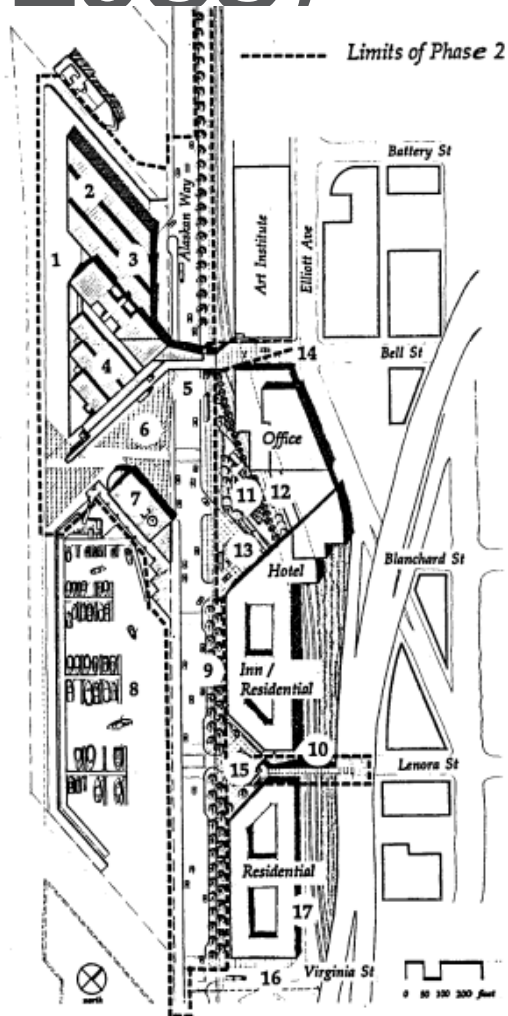 Limits of Phase 2
Battery St
2
Alaskan Way
Art Institute
Elliott Ave
1
3
4
Bell St
14
5
6
Office
11
12
7
13
Hotel
Blanchard St
9
8
Inn /
Residential
10
15
Lenora St
Residential
17
16
Virginia St
north
0 50 100 200 feet